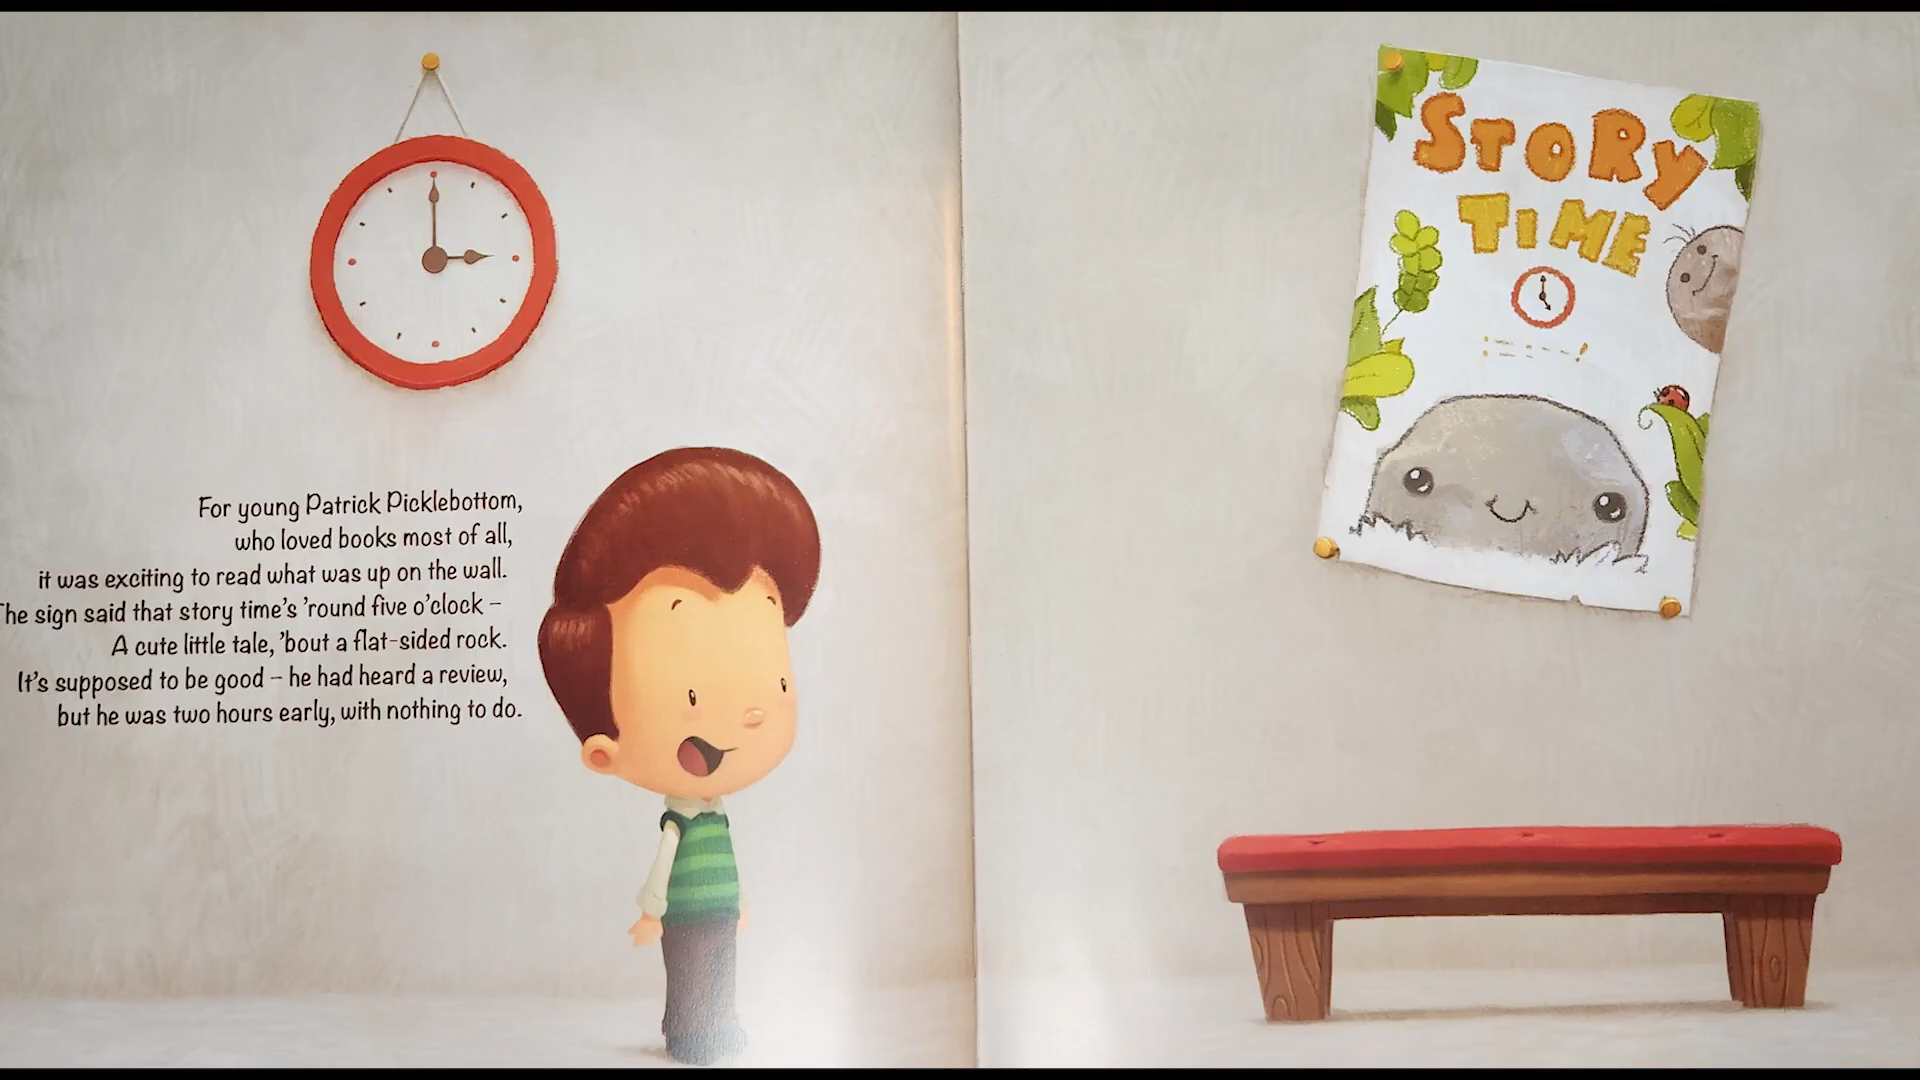 For young Patrick Picklebottom,
who loved books most of all,
it was exciting to read what was up on the wall.
The sign said that story time's 'round five o'clock –
A cute little tale, 'bout a flat-sided rock.
It's supposed to be good – he had heard a review,
but he was two hours early, with nothing to do.
STORY
TIME